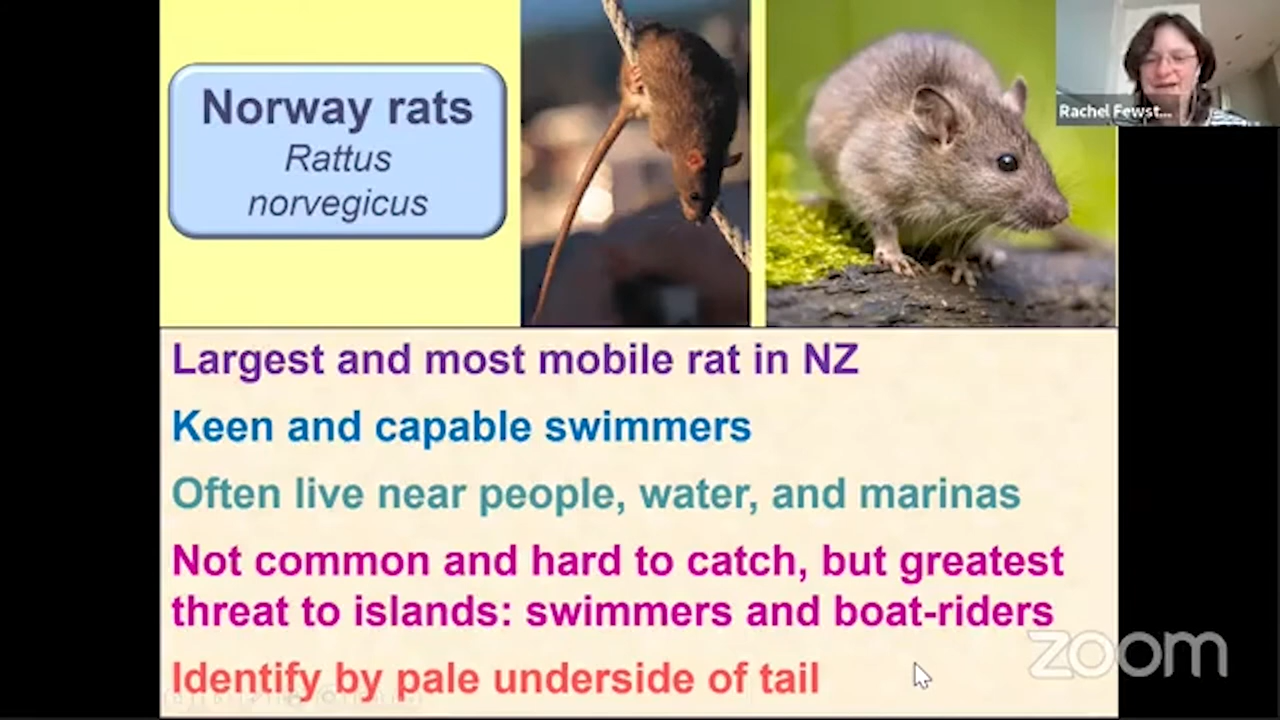 Norway rats
Rattus
norvegicus
Rachel Fewst...
Largest and most mobile rat in NZ
Keen and capable swimmers
Often live near people, water, and marinas
Not common and hard to catch, but greatest
threat to islands: swimmers and boat-riders
Identify by pale underside of tail
zoom